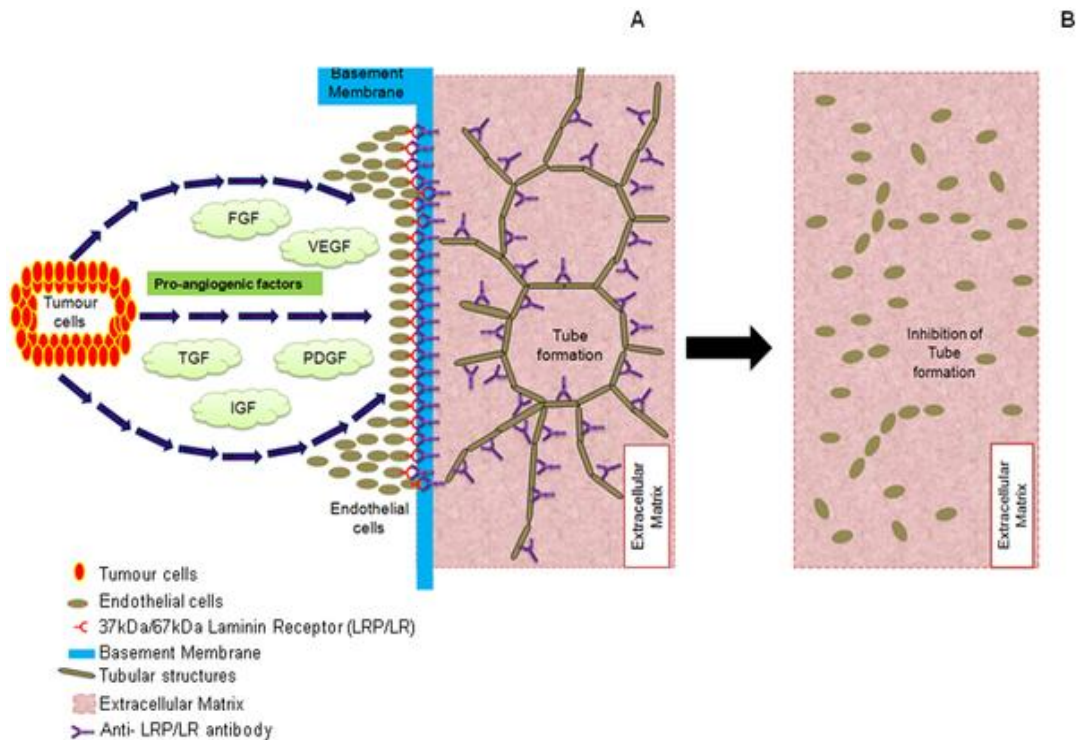 A
B
Basement
Membrane
FGF
VEGF
Pro-angiogenic factors
Tumour
cells
TGF
PDGF
IGF
Endothelial
cells
Tube
formation
Extracellular
Matrix
Inhibition of
Tube
formation
Extracellular
Matrix
Tumour cells
Endothelial cells
37kDa/67kDa Laminin Receptor (LRP/LR)
Basement Membrane
Tubular structures
Extracellular Matrix
Anti- LRP/LR antibody